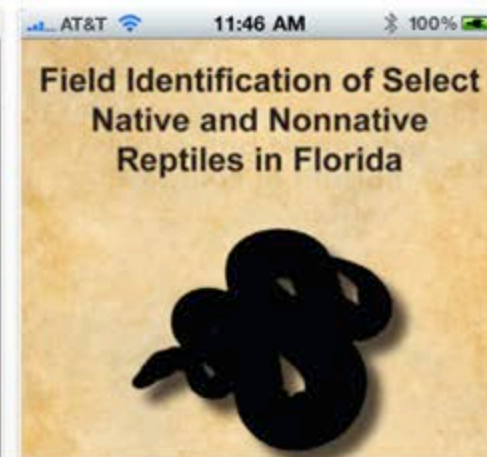 AT&T 11:46 AM 100%
Field Identification of Select
Native and Nonnative
Reptiles in Florida